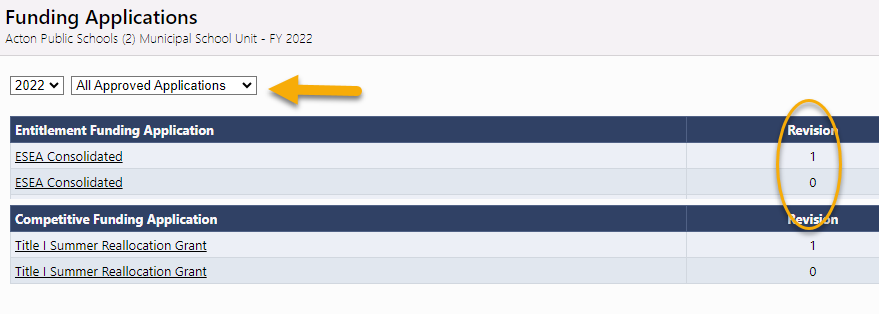 Funding Applications
Acton Public Schools (2) Municipal School Unit - FY 2022
2022 All Approved Applications
Entitlement Funding Application Revision
ESEA Consolidated 1
ESEA Consolidated 0
Competitive Funding Application Revision
Title I Summer Reallocation Grant 1
Title I Summer Reallocation Grant 0